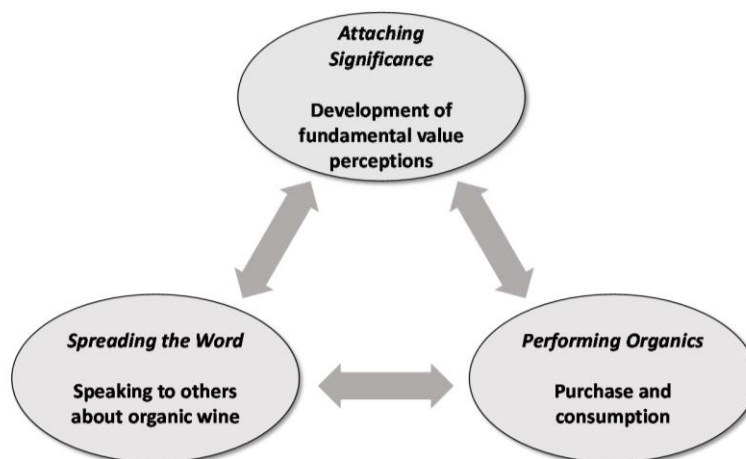 Attaching
Significance
Development of
fundamental value
perceptions
Spreading the Word
Speaking to others
about organic wine
Performing Organics
Purchase and
consumption